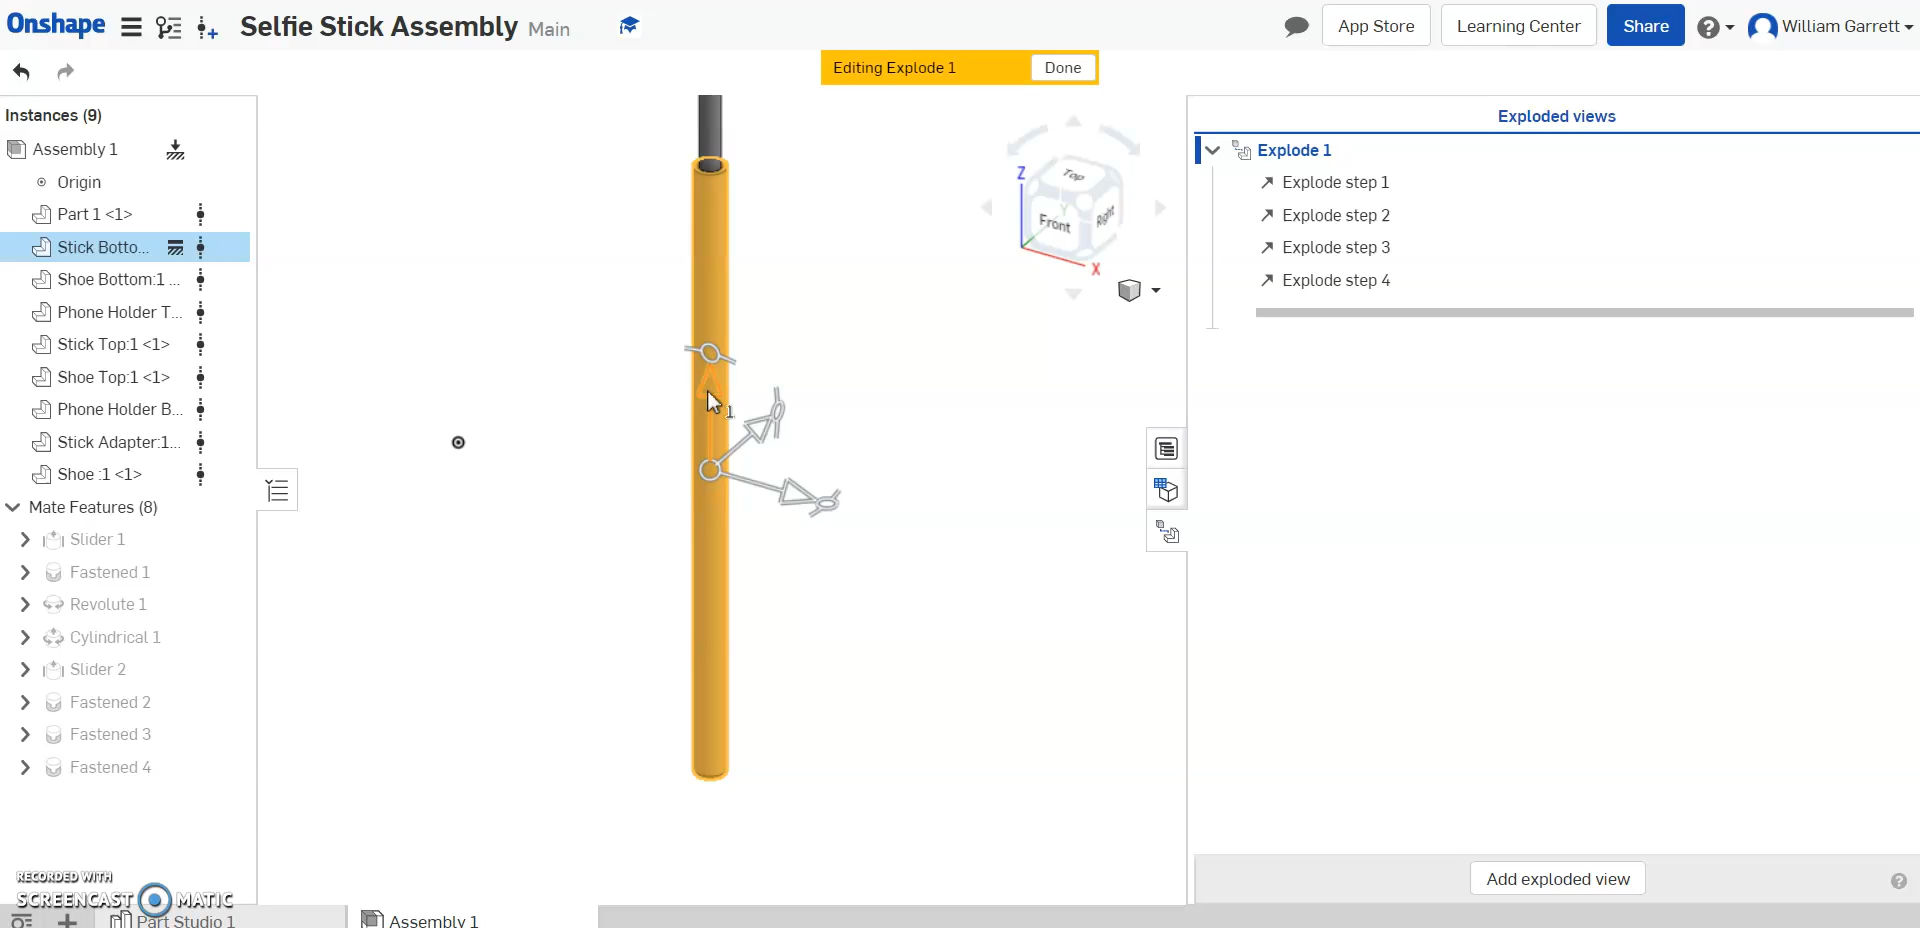 Onshape Selfie Stick Assembly Main App Store Learning Center Share William Garrett
Editing Explode 1 Done
Instances (9)
Assembly 1
Origin
Part 1 <1>
Stick Botto...
Shoe Bottom:1 ...
Phone Holder T...
Stick Top:1 <1>
Shoe Top:1 <1>
Phone Holder B...
Stick Adapter:1...
Shoe :1 <1>
Mate Features (8)
Slider 1
Fastened 1
Revolute 1
Cylindrical 1
Slider 2
Fastened 2
Fastened 3
Fastened 4
1
Z
Top
Y
Front
Right
X
Exploded views
Explode 1
Explode step 1
Explode step 2
Explode step 3
Explode step 4
Add exploded view
RECORDED WITH
SCREENCAST MATIC
Part Studio 1 Assembly 1